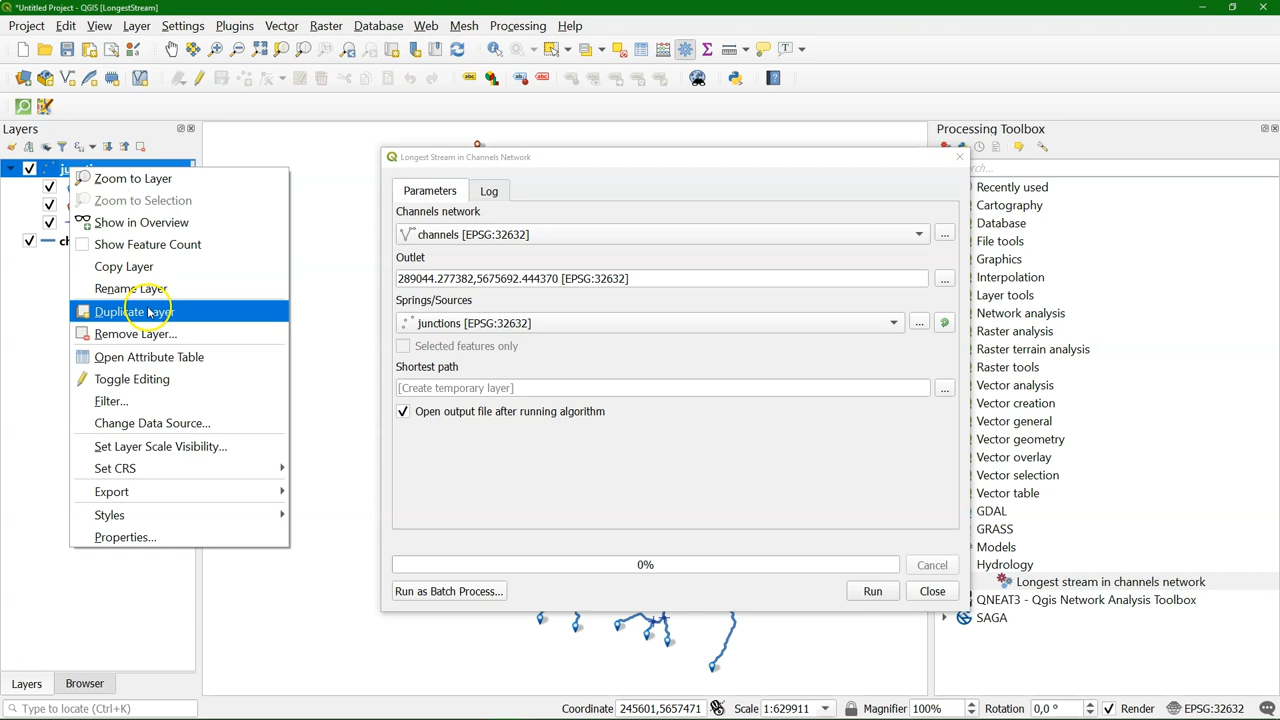 *Untitled Project - QGIS [LongestStream]
Project Edit View Layer Settings Plugins Vector Raster Database Web Mesh Processing Help
Layers
Zoom to Layer
Zoom to Selection
Show in Overview
Show Feature Count
Copy Layer
Rename Layer
Duplicate Layer
Remove Layer...
Open Attribute Table
Toggle Editing
Filter...
Change Data Source...
Set Layer Scale Visibility...
Set CRS
Export
Styles
Properties...
Longest Stream in Channels Network
Parameters Log
Channels network
channels [EPSG:32632]
Outlet
289044.277382,5675692.444370 [EPSG:32632]
Springs/Sources
junctions [EPSG:32632]
Selected features only
Shortest path
[Create temporary layer]
Open output file after running algorithm
0% Cancel
Run as Batch Process... Run Close
Processing Toolbox
Recently used
Cartography
Database
File tools
Graphics
Interpolation
Layer tools
Network analysis
Raster analysis
Raster terrain analysis
Raster tools
Vector analysis
Vector creation
Vector general
Vector geometry
Vector overlay
Vector selection
Vector table
GDAL
GRASS
Models
Hydrology
Longest stream in channels network
QNEAT3 - Qgis Network Analysis Toolbox
SAGA
Layers Browser
Type to locate (Ctrl+K) Coordinate 245601,5657471 Scale 1:629911 Magnifier 100% Rotation 0,0 ° Render EPSG:32632